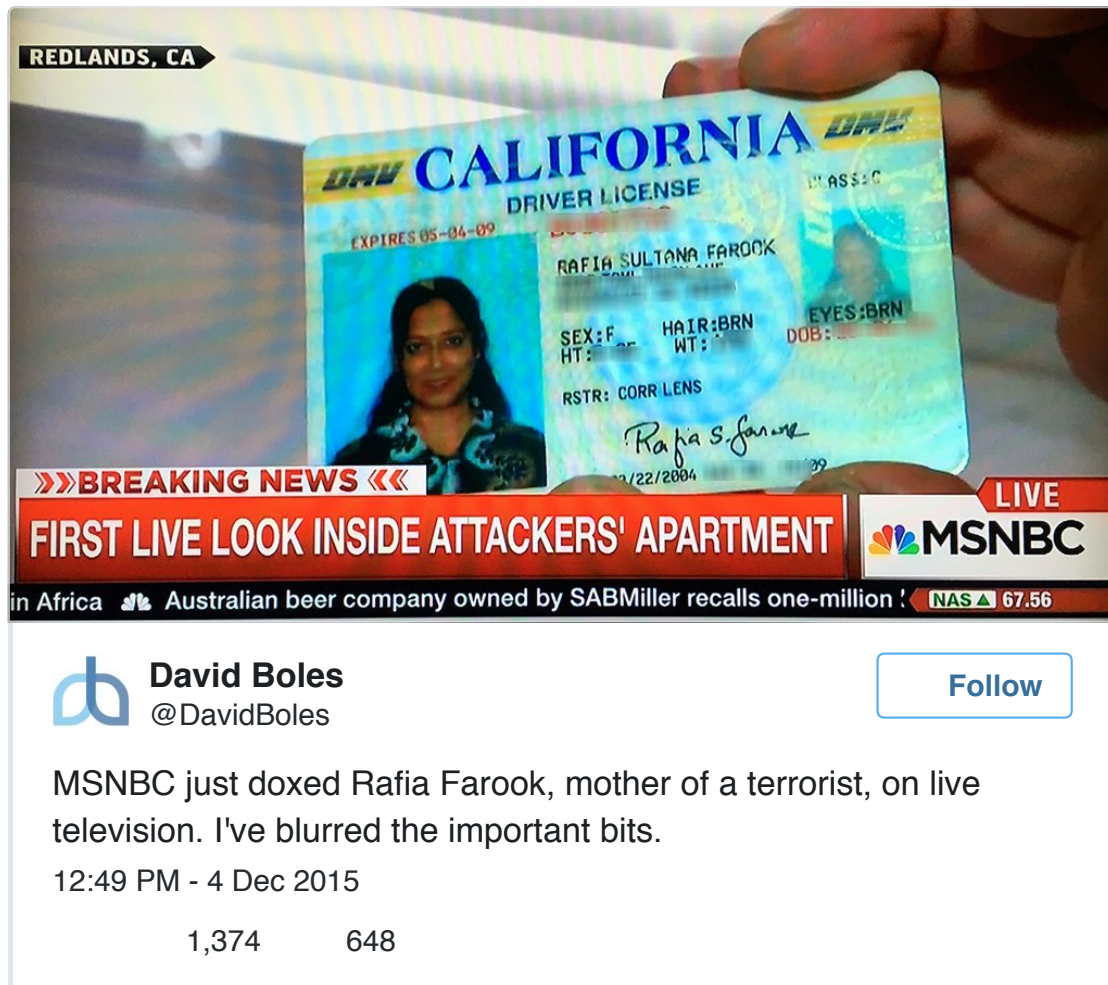 REDLANDS, CA
DMV CALIFORNIA DMV
DRIVER LICENSE
CLASS:C
EXPIRES 05-04-09
RAFIA SULTANA FAROOK
SEX:F HAIR:BRN EYES:BRN
HT: WT: DOB:
RSTR: CORR LENS
Rafia S. Farook
/22/2004
BREAKING NEWS
LIVE
FIRST LIVE LOOK INSIDE ATTACKERS' APARTMENT
MSNBC
in Africa Australian beer company owned by SABMiller recalls one-million NAS 67.56
David Boles
@DavidBoles
Follow
MSNBC just doxed Rafia Farook, mother of a terrorist, on live
television. I've blurred the important bits.
12:49 PM - 4 Dec 2015
1,374 648